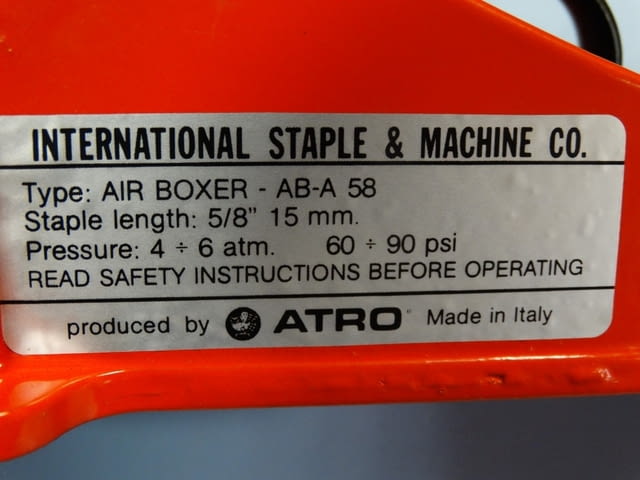 INTERNATIONAL STAPLE & MACHINE CO.
Type: AIR BOXER - AB-A 58
Staple length: 5/8" 15 mm.
Pressure: 4 ÷ 6 atm. 60 ÷ 90 psi
READ SAFETY INSTRUCTIONS BEFORE OPERATING
produced by ATRO® Made in Italy